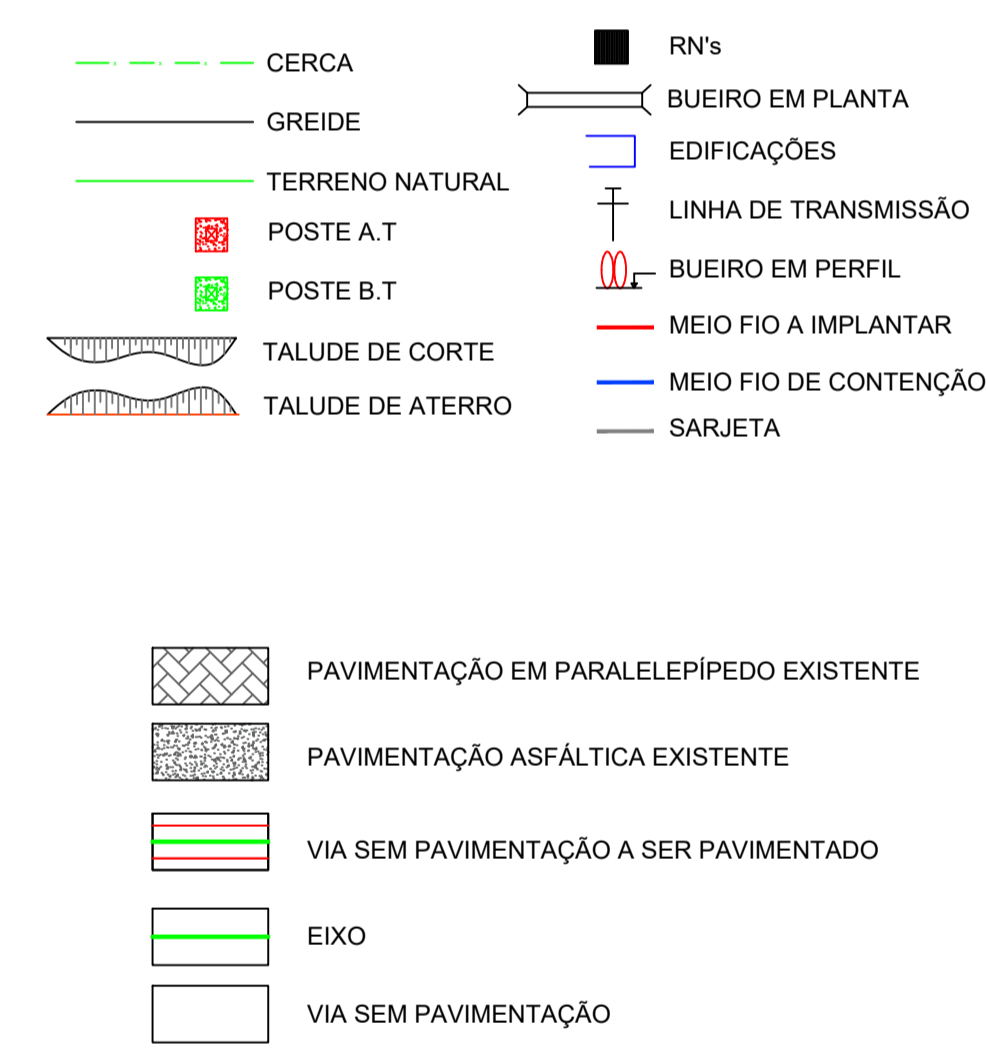 CERCA
GREIDE
TERRENO NATURAL
POSTE A.T
POSTE B.T
TALUDE DE CORTE
TALUDE DE ATERRO
RN's
BUEIRO EM PLANTA
EDIFICAÇÕES
LINHA DE TRANSMISSÃO
BUEIRO EM PERFIL
MEIO FIO A IMPLANTAR
MEIO FIO DE CONTENÇÃO
SARJETA
PAVIMENTAÇÃO EM PARALELEPÍPEDO EXISTENTE
PAVIMENTAÇÃO ASFÁLTICA EXISTENTE
VIA SEM PAVIMENTAÇÃO A SER PAVIMENTADO
EIXO
VIA SEM PAVIMENTAÇÃO